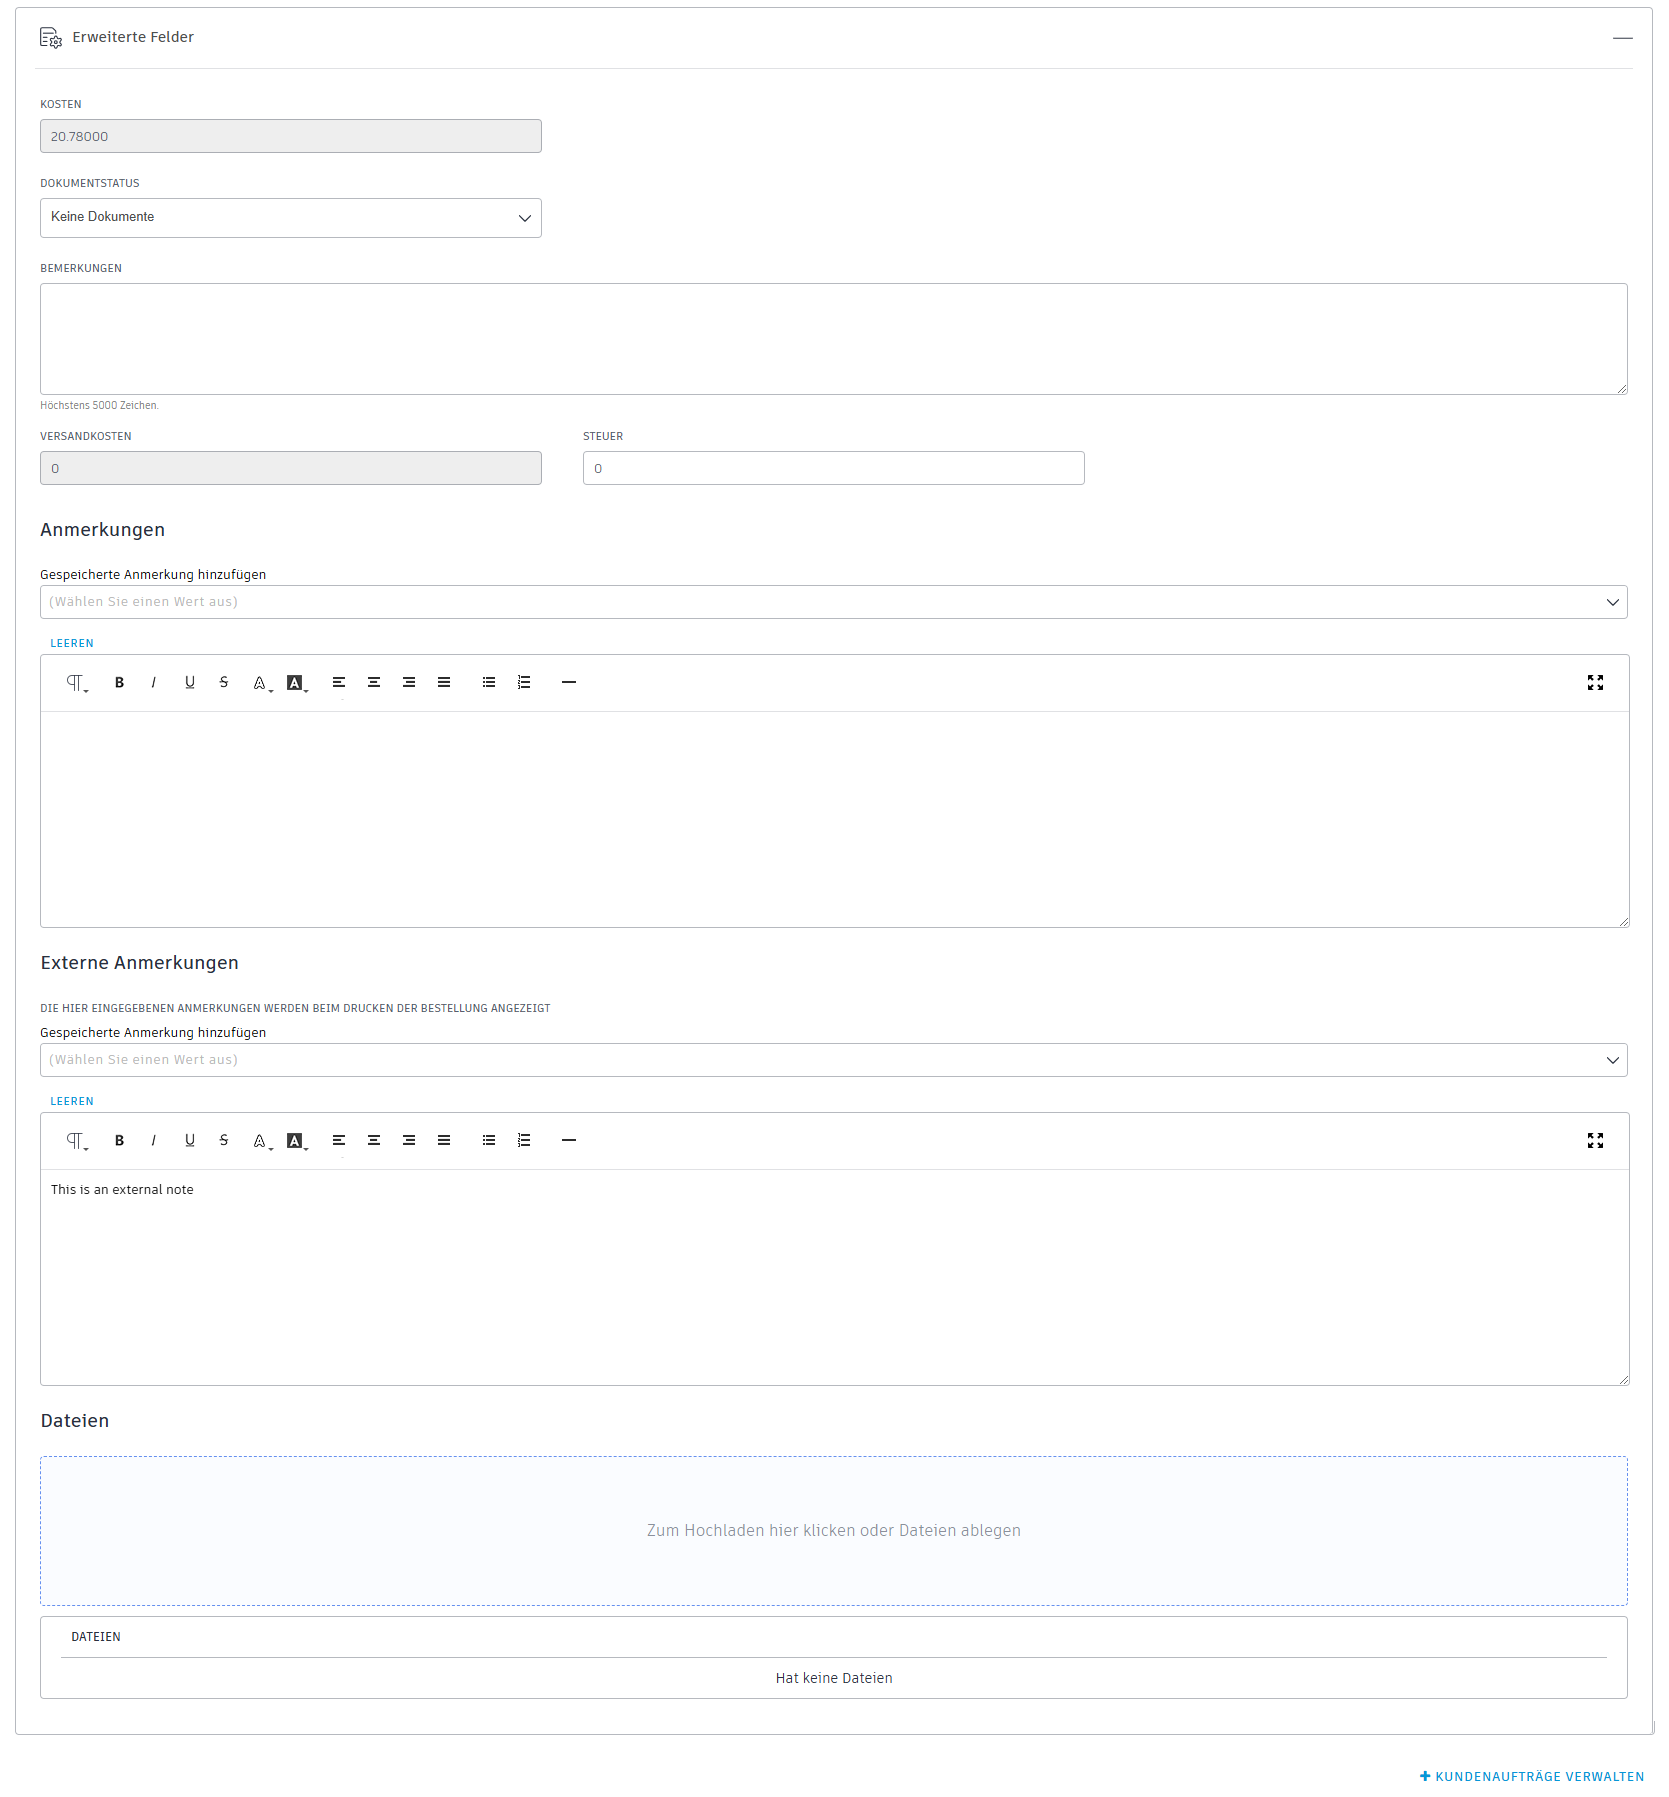 Erweiterte Felder
KOSTEN
20.78000
DOKUMENTSTATUS
Keine Dokumente
BEMERKUNGEN
Höchstens 5000 Zeichen.
VERSANDKOSTEN STEUER
0 0
Anmerkungen
Gespeicherte Anmerkung hinzufügen
(Wählen Sie einen Wert aus)
LEEREN
B I U S A A
Externe Anmerkungen
DIE HIER EINGEGEBENEN ANMERKUNGEN WERDEN BEIM DRUCKEN DER BESTELLUNG ANGEZEIGT
Gespeicherte Anmerkung hinzufügen
(Wählen Sie einen Wert aus)
LEEREN
B I U S A A
This is an external note
Dateien
Zum Hochladen hier klicken oder Dateien ablegen
DATEIEN
Hat keine Dateien
+ KUNDENAUFTRÄGE VERWALTEN